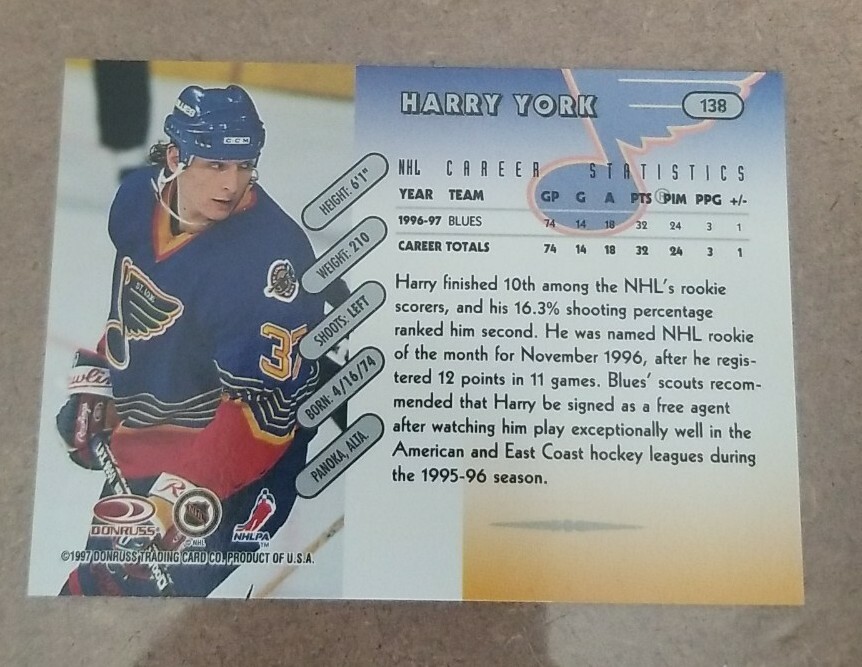 HARRY YORK
138
NHL CAREER STATISTICS
YEAR TEAM GP G A PTS PIM PPG +/-
1996-97 BLUES 74 14 18 32 24 3 1
CAREER TOTALS 74 14 18 32 24 3 1
Harry finished 10th among the NHL's rookie
scorers, and his 16.3% shooting percentage
ranked him second. He was named NHL rookie
of the month for November 1996, after he regis-
tered 12 points in 11 games. Blues' scouts recom-
mended that Harry be signed as a free agent
after watching him play exceptionally well in the
American and East Coast hockey leagues during
the 1995-96 season.
HEIGHT: 6'1"
WEIGHT: 210
SHOOTS: LEFT
BORN: 4/16/74
PANOKA, ALTA.
CCM
ST. LOUIS
DONRUSS
NHL
© NHL
NHLPA
TM
©1997 DONRUSS TRADING CARD CO. PRODUCT OF U.S.A.